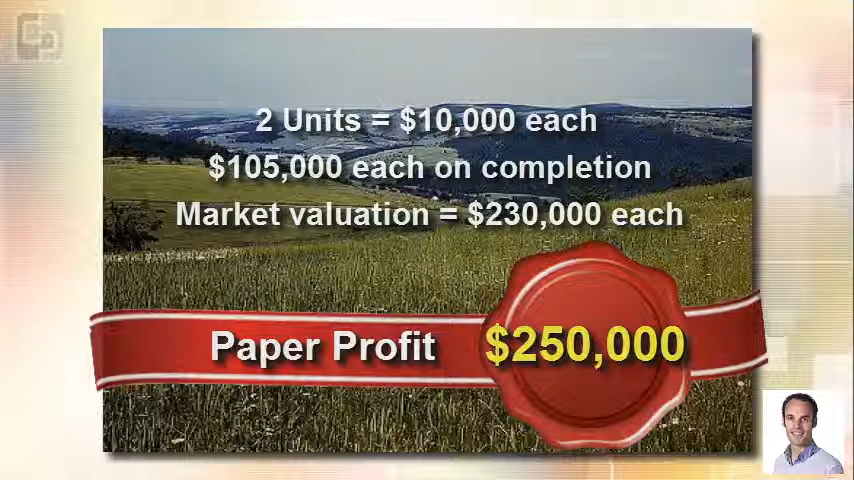 2 Units = $10,000 each
$105,000 each on completion
Market valuation = $230,000 each
Paper Profit $250,000